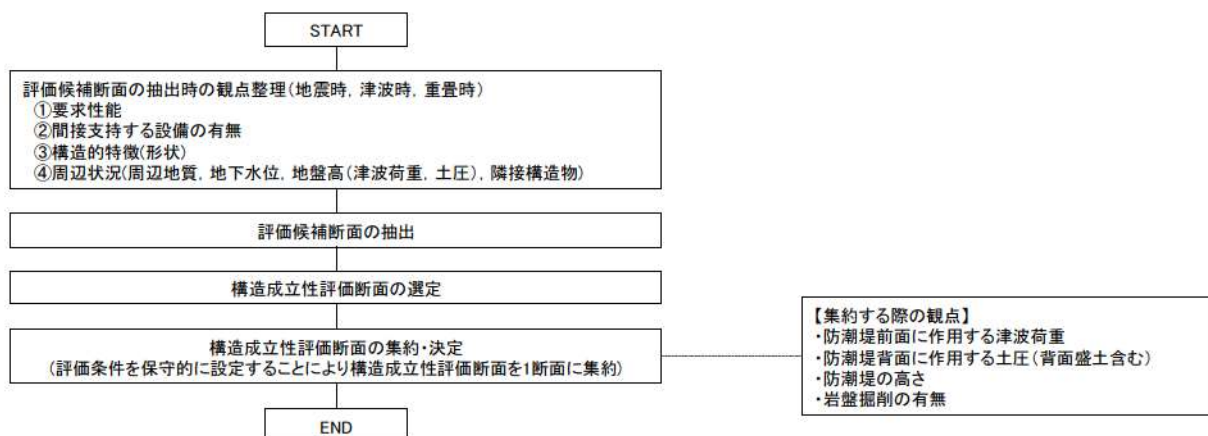 START
評価候補断面の抽出時の観点整理(地震時，津波時，重畳時)
①要求性能
②間接支持する設備の有無
③構造的特徴(形状)
④周辺状況(周辺地質，地下水位，地盤高(津波荷重，土圧)，隣接構造物)
評価候補断面の抽出
構造成立性評価断面の選定
構造成立性評価断面の集約・決定
(評価条件を保守的に設定することにより構造成立性評価断面を1断面に集約)
【集約する際の観点】
・防潮堤前面に作用する津波荷重
・防潮堤背面に作用する土圧(背面盛土含む)
・防潮堤の高さ
・岩盤掘削の有無
END